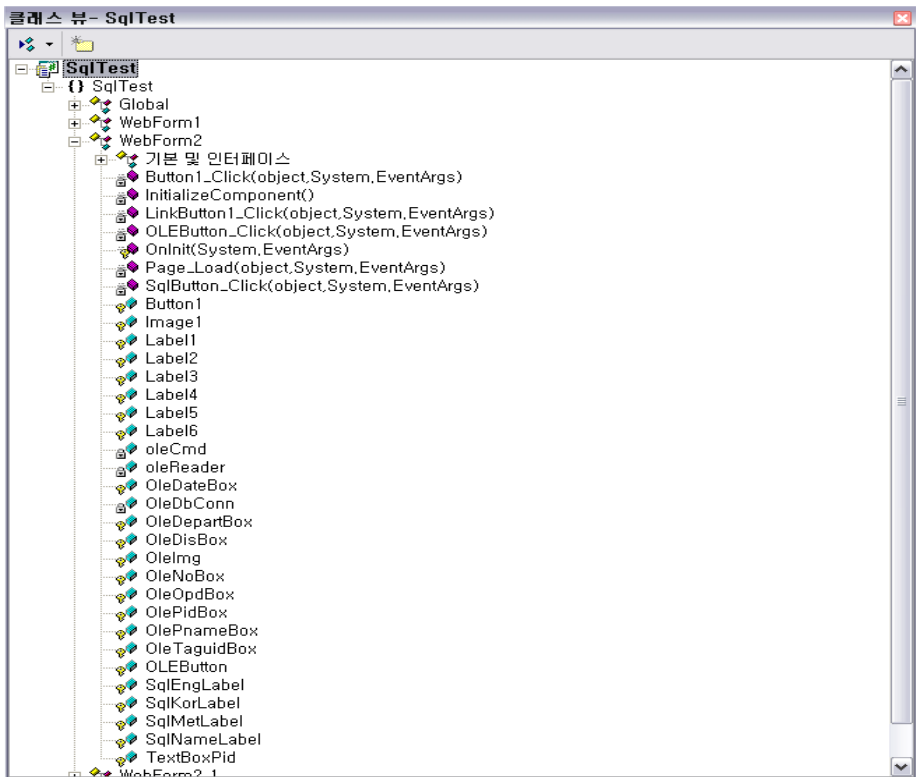 클래스 뷰- SqlTest
SqlTest
{} SqlTest
Global
WebForm1
WebForm2
기본 및 인터페이스
Button1_Click(object,System,EventArgs)
InitializeComponent()
LinkButton1_Click(object,System,EventArgs)
OLEButton_Click(object,System,EventArgs)
OnInit(System,EventArgs)
Page_Load(object,System,EventArgs)
SqlButton_Click(object,System,EventArgs)
Button1
Image1
Label1
Label2
Label3
Label4
Label5
Label6
oleCmd
oleReader
OleDateBox
OleDbConn
OleDepartBox
OleDisBox
OleImg
OleNoBox
OleOpdBox
OlePidBox
OlePnameBox
OleTaguidBox
OLEButton
SqlEngLabel
SqlKorLabel
SqlMetLabel
SqlNameLabel
TextBoxPid
WebForm2_1